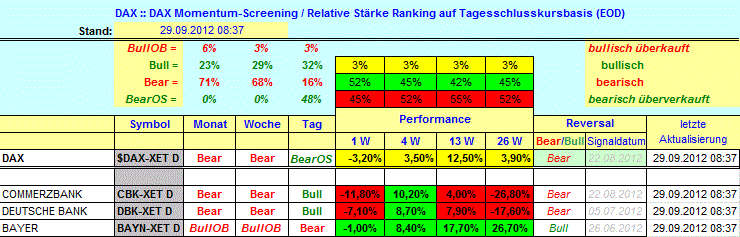 DAX :: DAX Momentum-Screening / Relative Stärke Ranking auf Tagesschlusskursbasis (EOD)
Stand: 29.09.2012 08:37
BullOB = 6% 3% 3% bullisch überkauft
Bull = 23% 29% 32% 3% 3% 3% 3% bullisch
Bear = 71% 68% 16% 52% 45% 42% 45% bearisch
BearOS = 0% 0% 48% 45% 52% 55% 52% bearisch überverkauft
Symbol Monat Woche Tag Performance Reversal letzte
1 W 4 W 13 W 26 W Bear/Bull Signaldatum Aktualisierung
DAX $DAX-XET D Bear Bear BearOS -3,20% 3,50% 12,50% 3,90% Bear 22.08.2012 29.09.2012 08:37
COMMERZBANK CBK-XET D Bear Bear Bull -11,80% 10,20% 4,00% -26,80% Bear 22.08.2012 29.09.2012 08:37
DEUTSCHE BANK DBK-XET D Bear Bear Bull -7,10% 8,70% 7,90% -17,60% Bear 05.07.2012 29.09.2012 08:37
BAYER BAYN-XET D BullOB BullOB Bear -1,00% 8,40% 17,70% 26,70% Bull 26.06.2012 29.09.2012 08:37